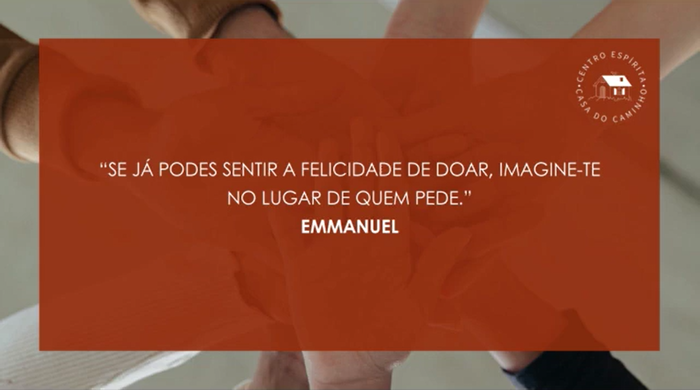 CENTRO ESPÍRITA
CASA DO CAMINHO
“SE JÁ PODES SENTIR A FELICIDADE DE DOAR, IMAGINE-TE
NO LUGAR DE QUEM PEDE.”
EMMANUEL